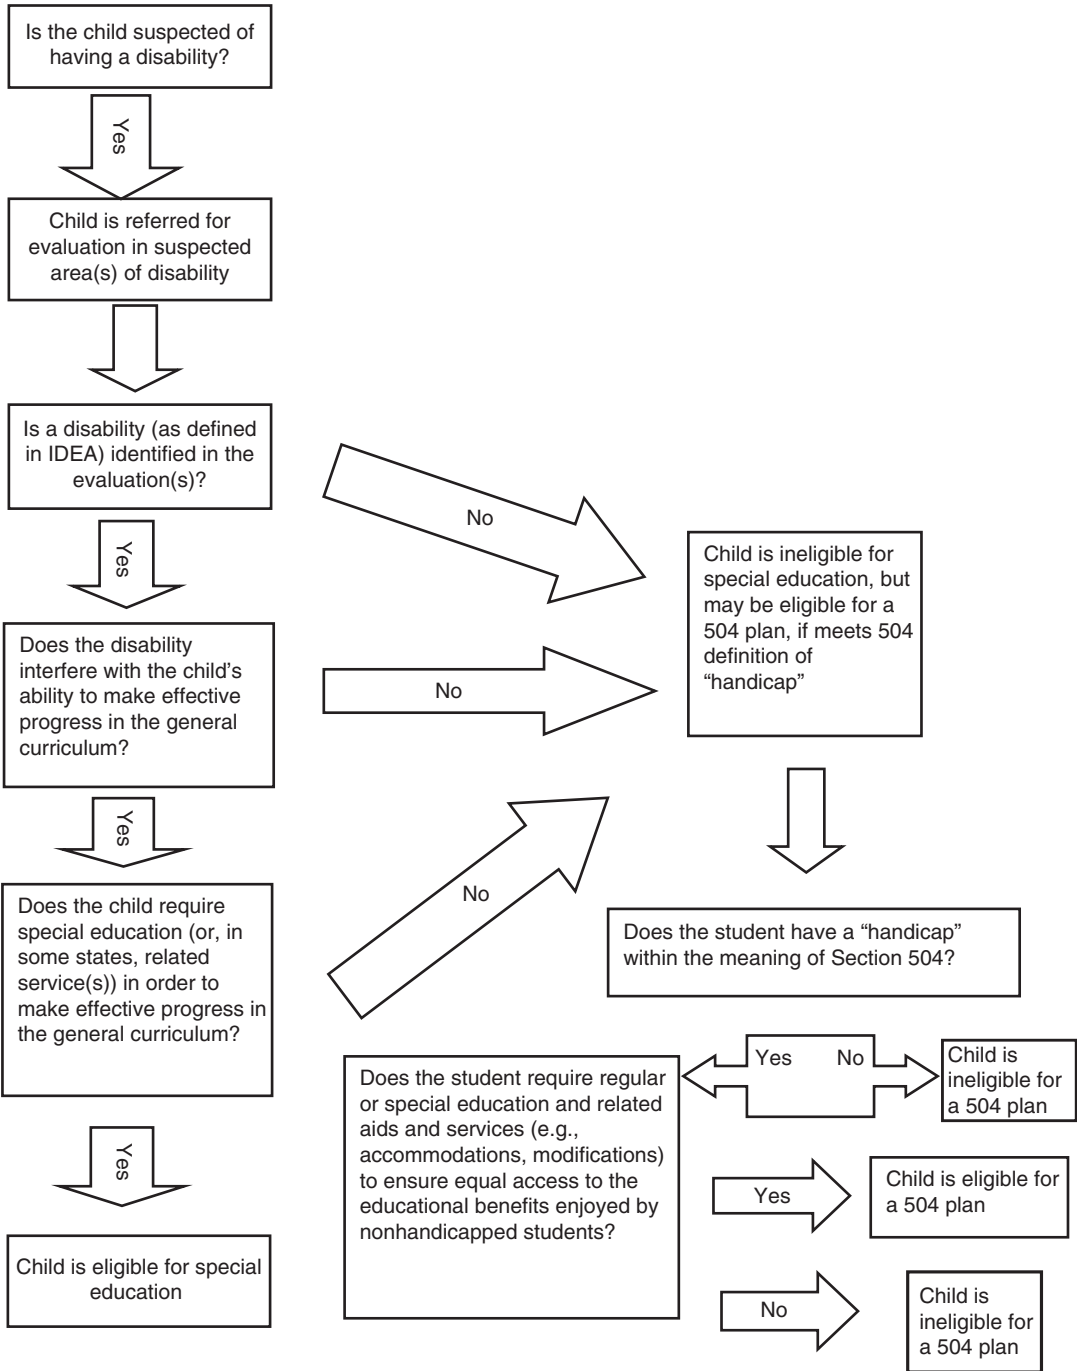 Is the child suspected of
having a disability?
Yes
Child is referred for
evaluation in suspected
area(s) of disability
Is a disability (as defined
in IDEA) identified in the
evaluation(s)?
No
Yes
Child is ineligible for
special education, but
may be eligible for a
504 plan, if meets 504
definition of
“handicap”
Does the disability
interfere with the child’s
ability to make effective
progress in the general
curriculum?
No
Yes
Does the child require
special education (or, in
some states, related
service(s)) in order to
make effective progress in
the general curriculum?
No
Does the student have a “handicap”
within the meaning of Section 504?
Yes No
Child is
ineligible for
a 504 plan
Does the student require regular
or special education and related
aids and services (e.g.,
accommodations, modifications)
to ensure equal access to the
educational benefits enjoyed by
nonhandicapped students?
Yes
Child is eligible for
a 504 plan
No
Child is
ineligible for
a 504 plan
Yes
Child is eligible for special
education